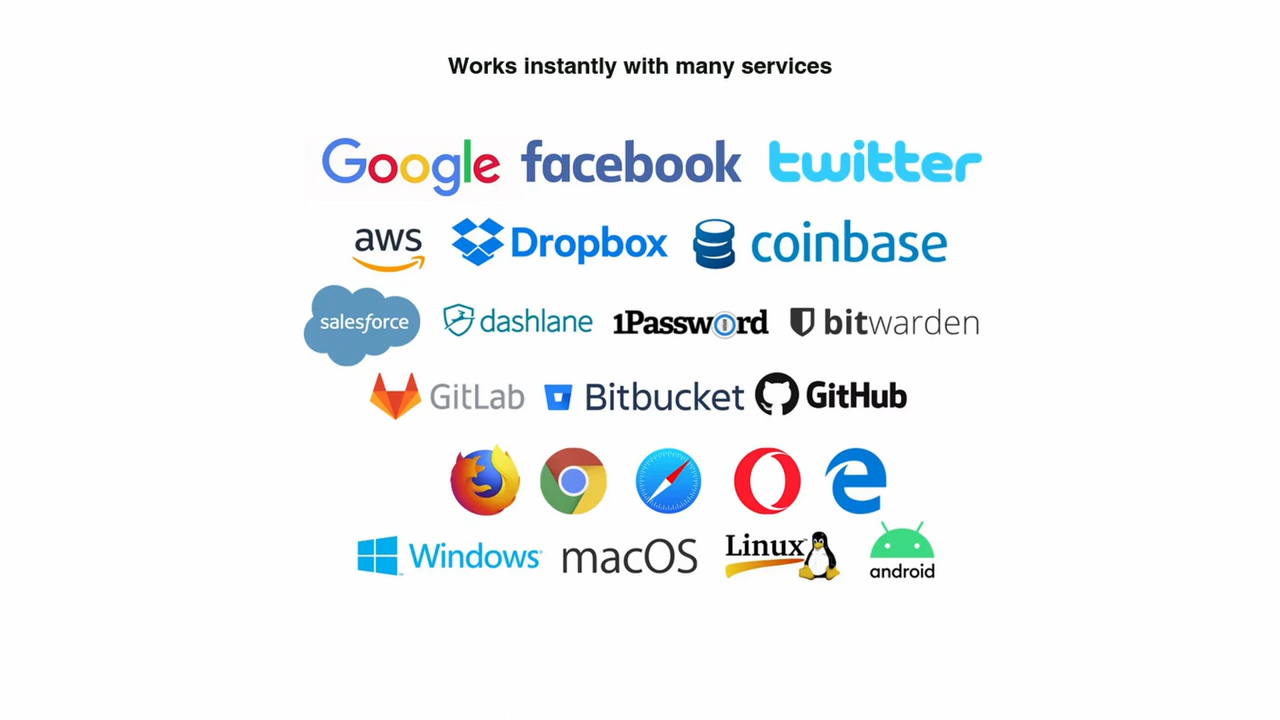 Works instantly with many services
Google facebook twitter
aws Dropbox coinbase
salesforce dashlane 1Password bitwarden
GitLab Bitbucket GitHub
Windows macOS Linux android